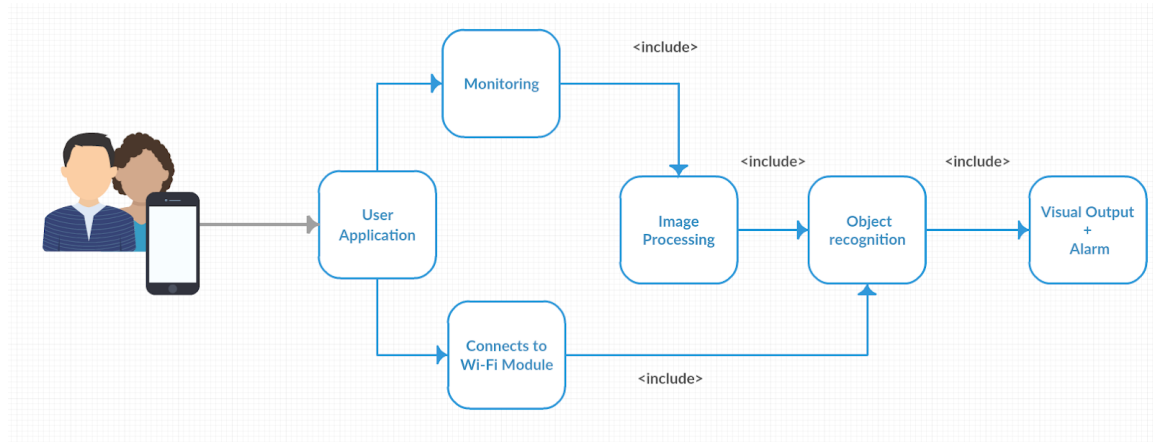 <include>
Monitoring
<include>
<include>
User
Application
Image
Processing
Object
recognition
Visual Output
+
Alarm
Connects to
Wi-Fi Module
<include>